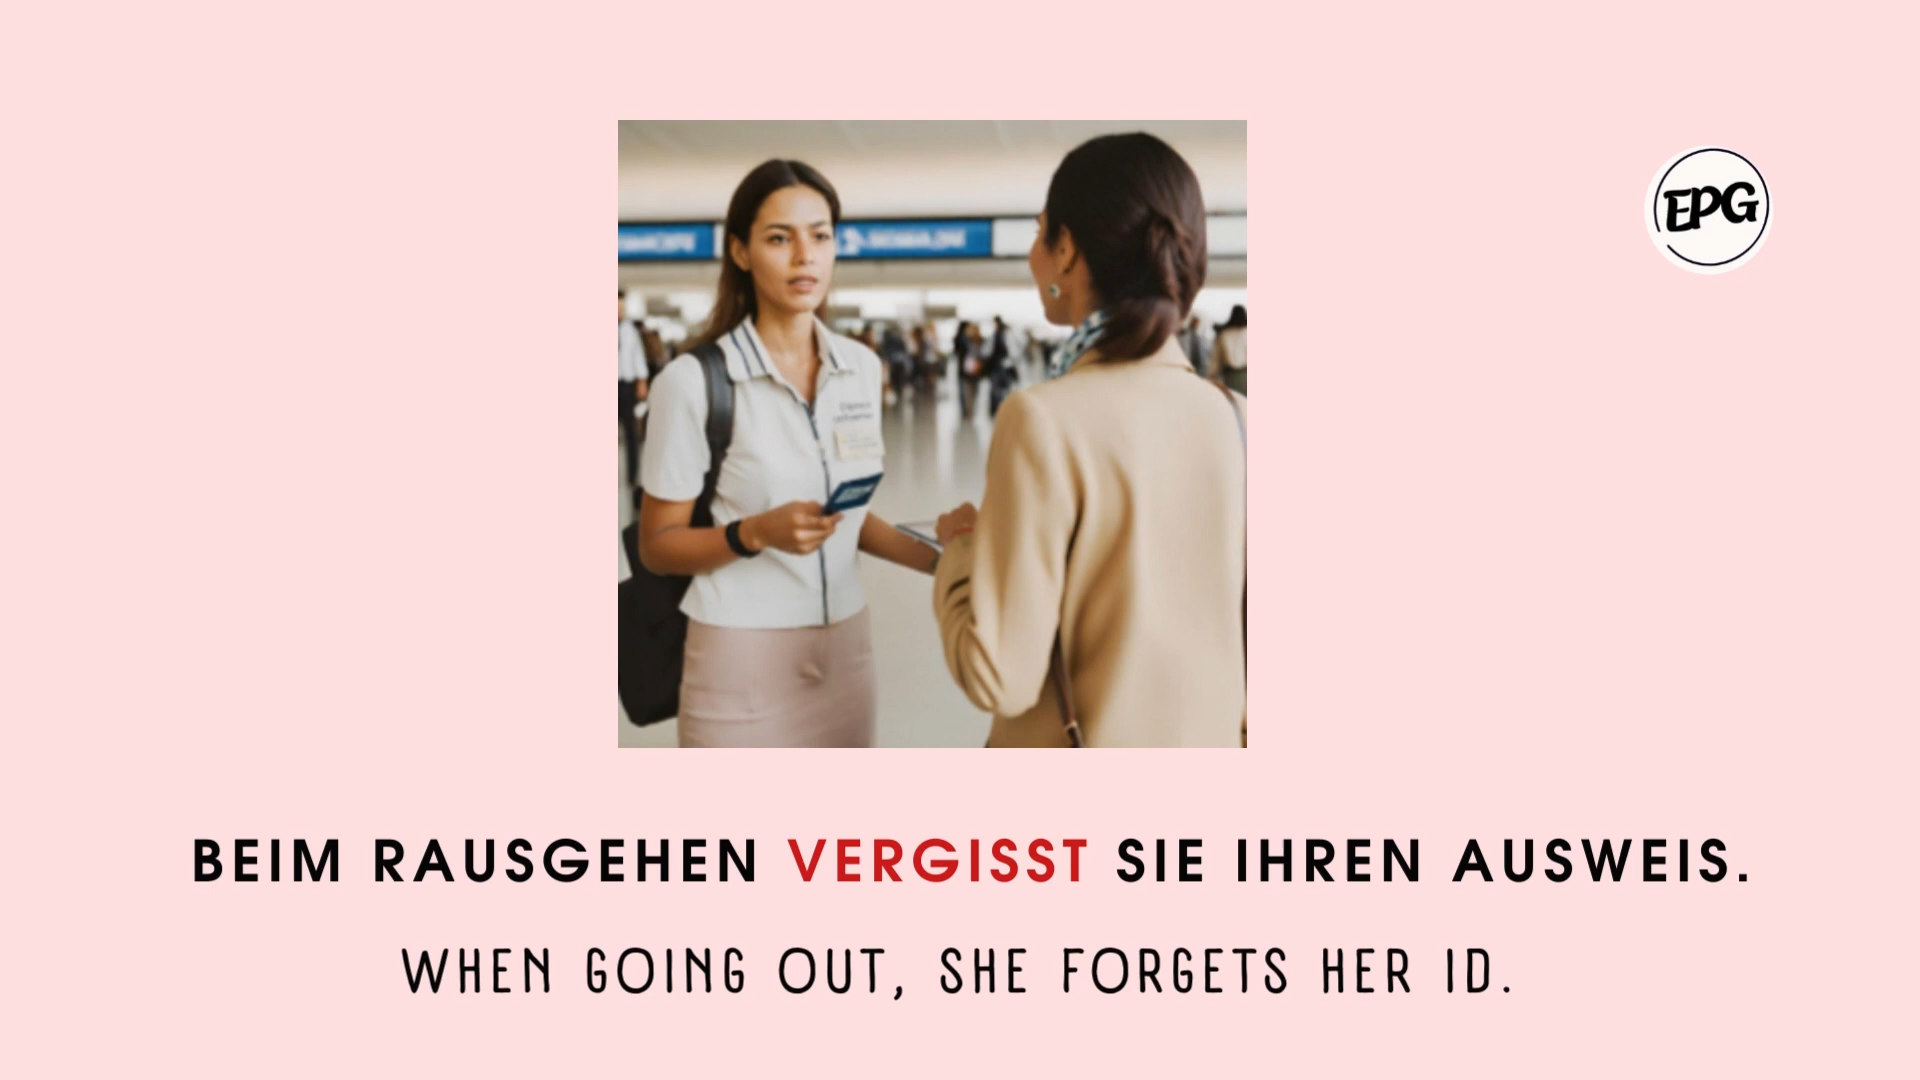 EPG
BEIM RAUSGEHEN VERGISST SIE IHREN AUSWEIS.
WHEN GOING OUT, SHE FORGETS HER ID.